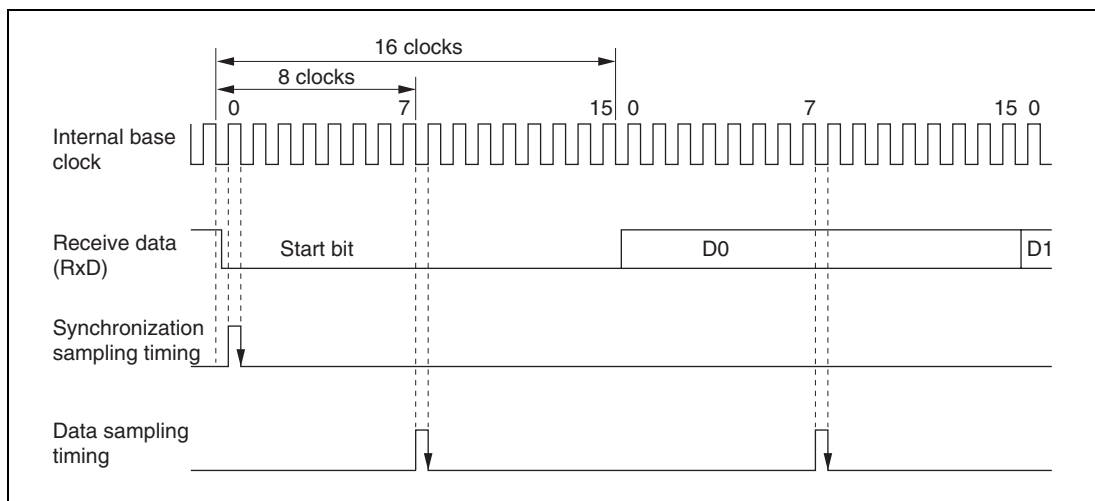 16 clocks
8 clocks
0 7 15 0 7 15 0
Internal base
clock
Receive data
(RxD)
Start bit D0 D1
Synchronization
sampling timing
Data sampling
timing